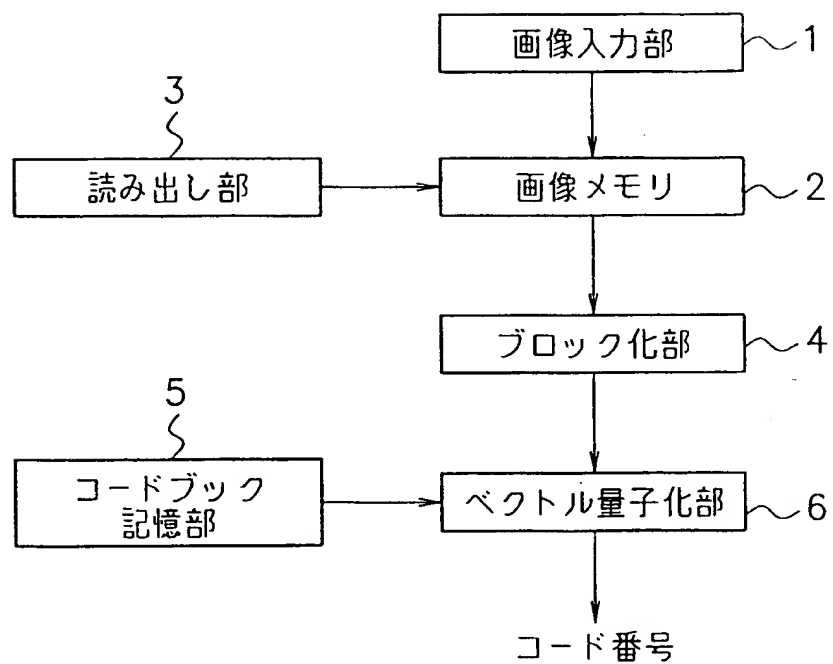 画像入力部
1
3
読み出し部
画像メモリ
2
ブロック化部
4
5
コードブック
記憶部
ベクトル量子化部
6
コード番号